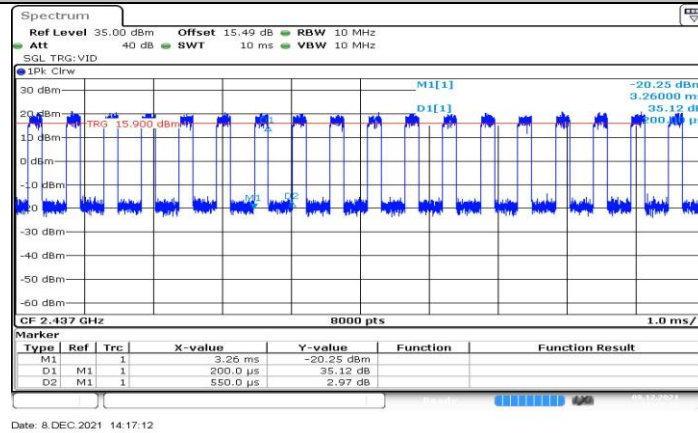 Spectrum
Ref Level 35.00 dBm Offset 15.49 dB RBW 10 MHz
Att 40 dB SWT 10 ms VBW 10 MHz
SGL TRG:VID
1Pk Clrw
M1[1] -20.25 dBm
3.26000 ms
D1[1] 35.12 dB
30 dBm
20 dBm
TRG 15.900 dBm
10 dBm
0 dBm
-10 dBm
M1 D2
-30 dBm
-40 dBm
-50 dBm
-60 dBm
CF 2.437 GHz 8000 pts 1.0 ms/
Marker
Type Ref Trc X-value Y-value Function Function Result
M1 1 3.26 ms -20.25 dBm
D1 M1 1 200.0 µs 35.12 dB
D2 M1 1 550.0 µs 2.97 dB
Date: 8.DEC.2021 14:17:12